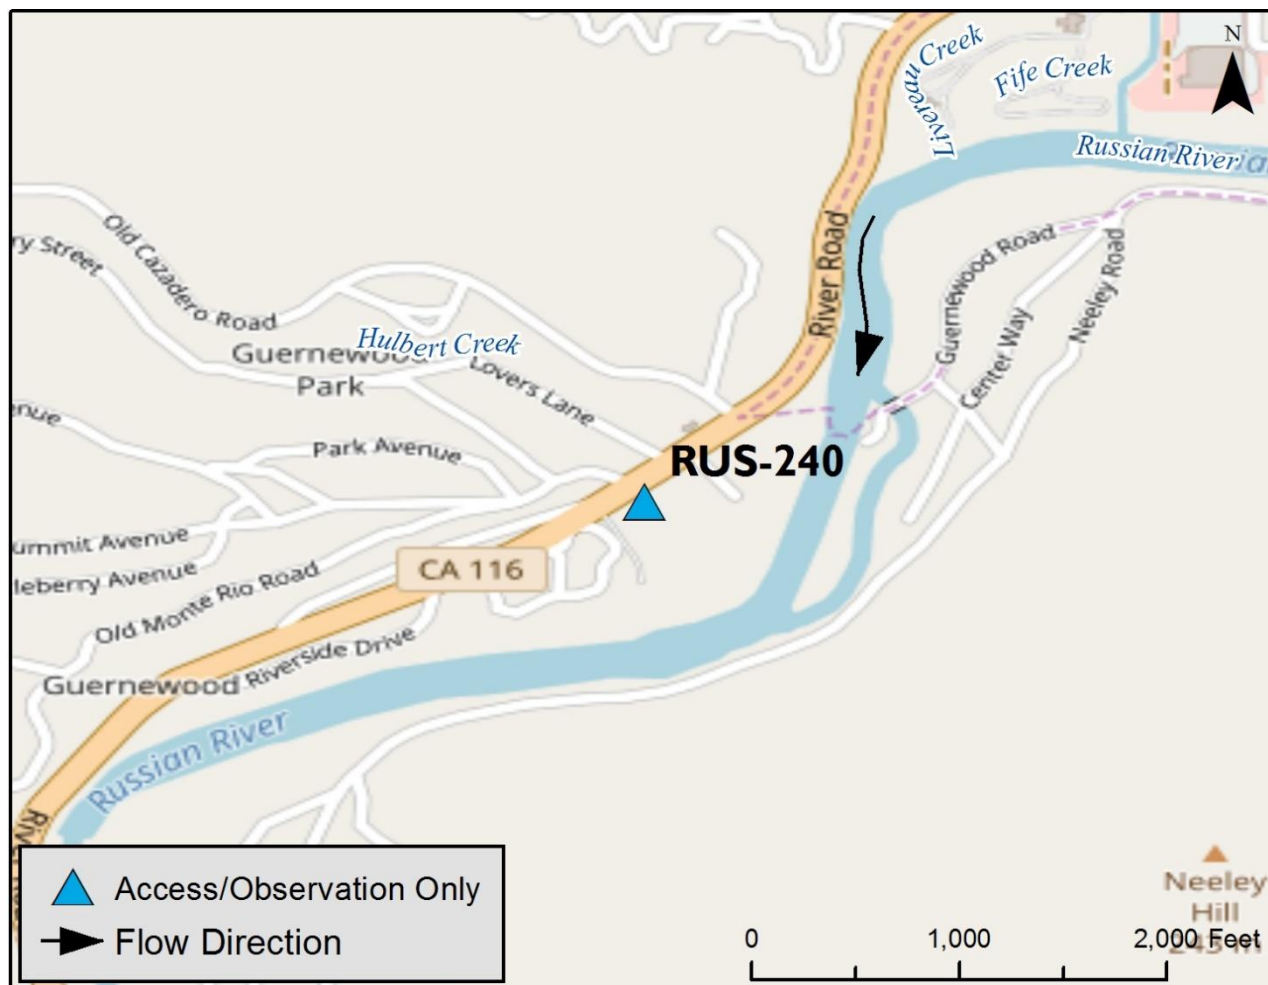 N
Livereau Creek
Fife Creek
Russian River
Old Cazadero Road
ry Street
River Road
Guernewood Road
Neeley Road
Center Way
Hulbert Creek
Guernewood
Park
Lovers Lane
enue
Park Avenue
RUS-240
ummit Avenue
leberry Avenue
CA 116
Old Monte Rio Road
Riverside Drive
Guernewood
Russian River
Riv
Access/Observation Only
Flow Direction
Neeley
Hill
243 m
0 1,000 2,000 Feet